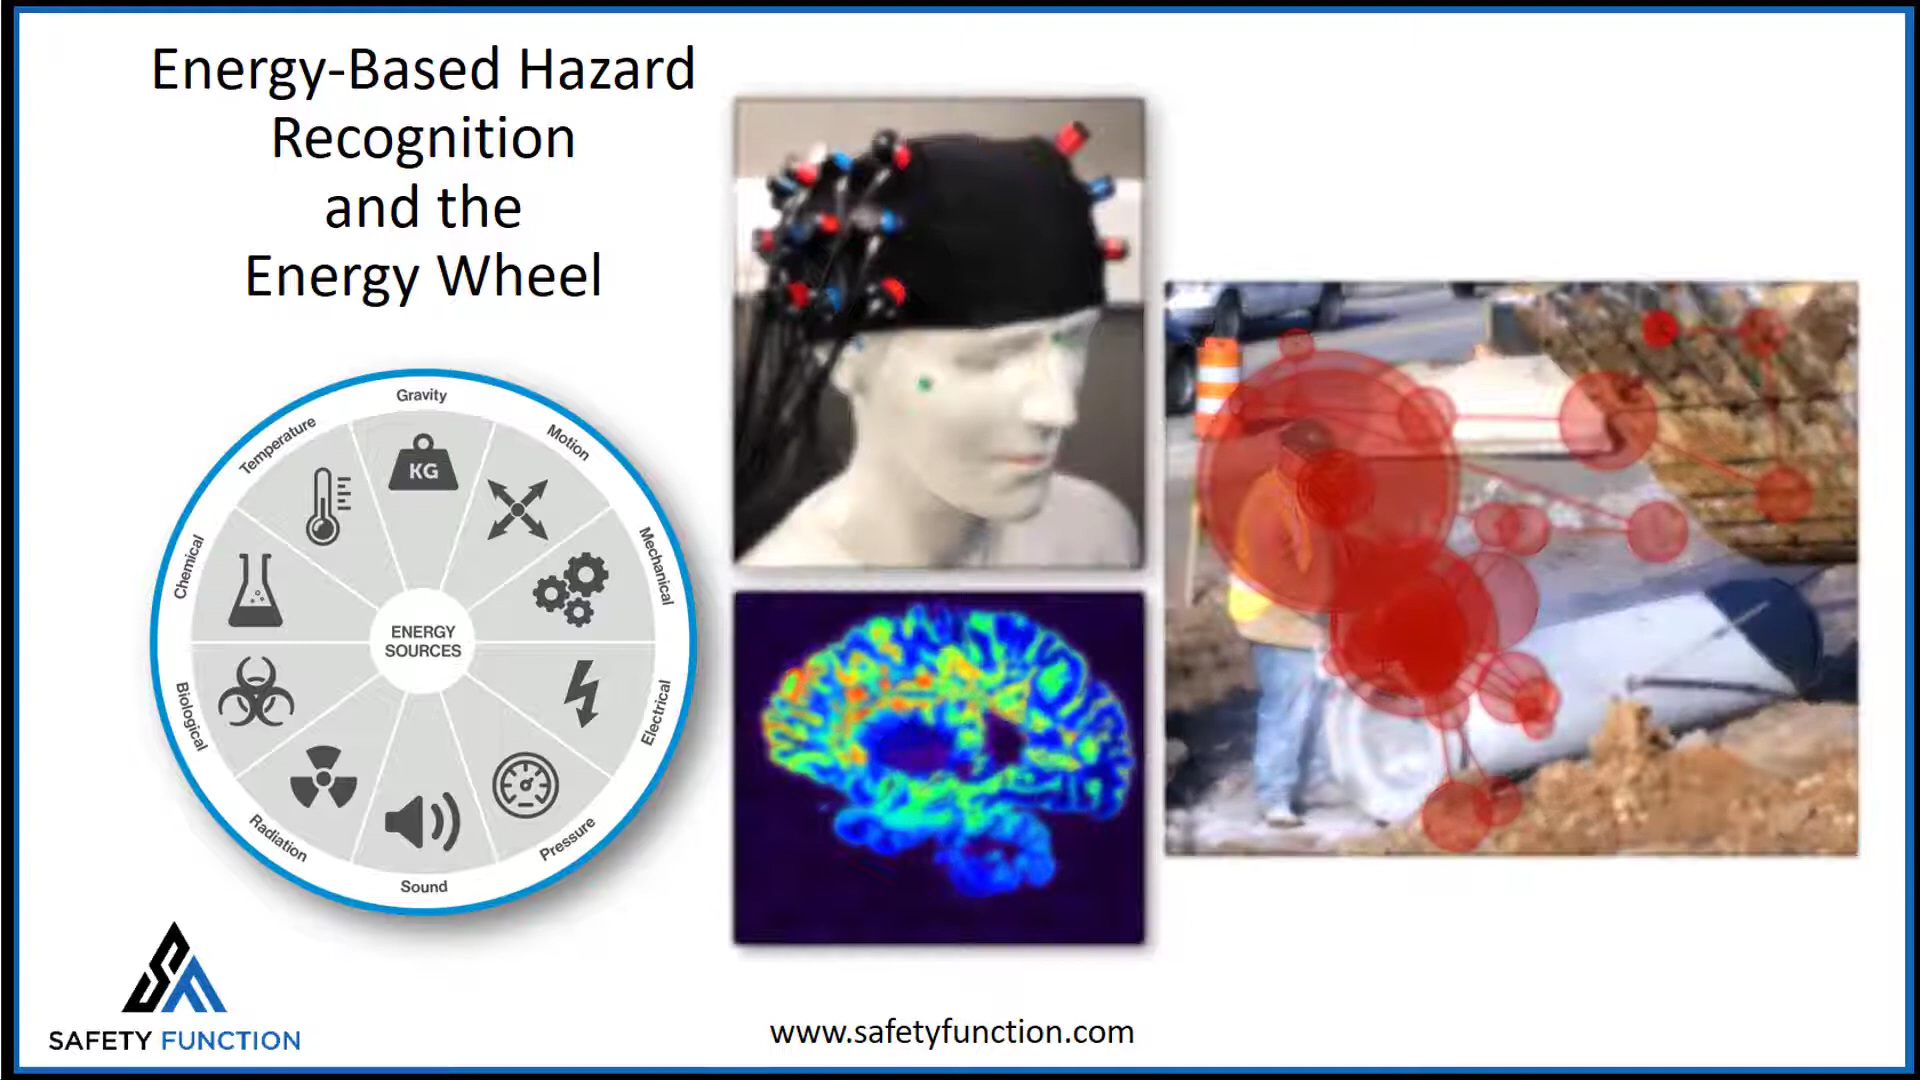 Energy-Based Hazard
Recognition
and the
Energy Wheel
Gravity
Motion
Mechanical
Electrical
Pressure
Sound
Radiation
Biological
Chemical
Temperature
KG
ENERGY
SOURCES
SAFETY FUNCTION
www.safetyfunction.com